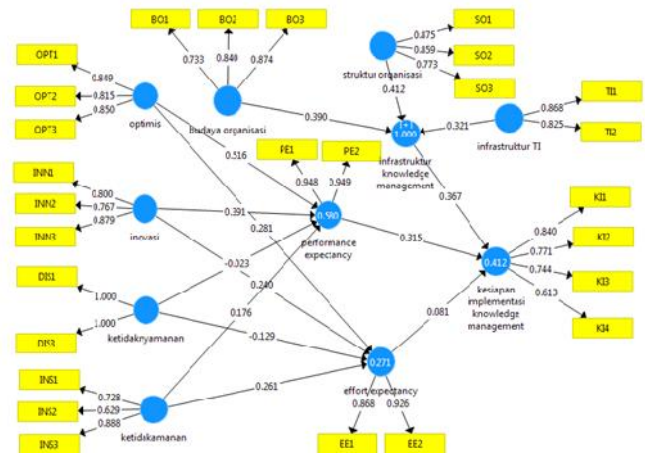 BO1
BO2
BO3
0.733
0.840
0.874
budaya organisasi
SO1
SO2
SO3
0.875
0.859
0.773
struktur organisasi
0.412
OPT1
OPT2
OPT3
0.849
0.815
0.850
optimis
0.390
0.321
TI1
TI2
0.868
0.825
infrastruktur TI
1.000
infrastruktur
knowledge
management
0.516
PE1
PE2
0.948
0.949
0.367
INN1
INN2
INN3
0.800
0.767
0.879
inovasi
0.391
0.281
performance
expectancy
0.315
KI1
KI2
KI3
KI4
0.840
0.771
0.744
0.613
0.412
kesiapan
implementasi
knowledge
management
-0.023
0.240
0.176
DIS1
DIS3
1.000
1.000
ketidaknyamanan
-0.129
0.081
0.271
effort expectancy
INS1
INS2
INS3
0.728
0.629
0.888
ketidakamanan
0.261
0.868
0.926
EE1
EE2